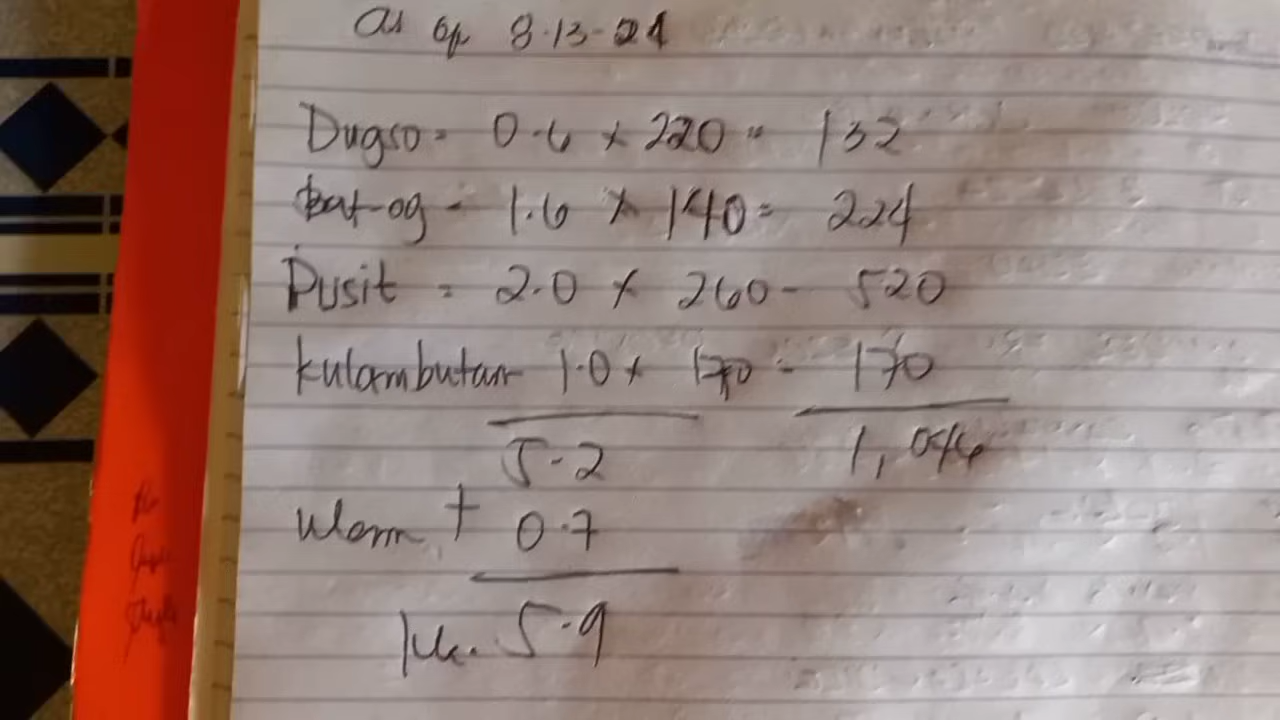 as of 8-13-24
Dugso = 0.6 x 220 = 132
Bat-og - 1.6 x 140 = 224
Pusit = 2.0 x 260 - 520
kulambutan 1.0 x 170 - 170
5.2 1,046
Ulam + 0.7
5.9